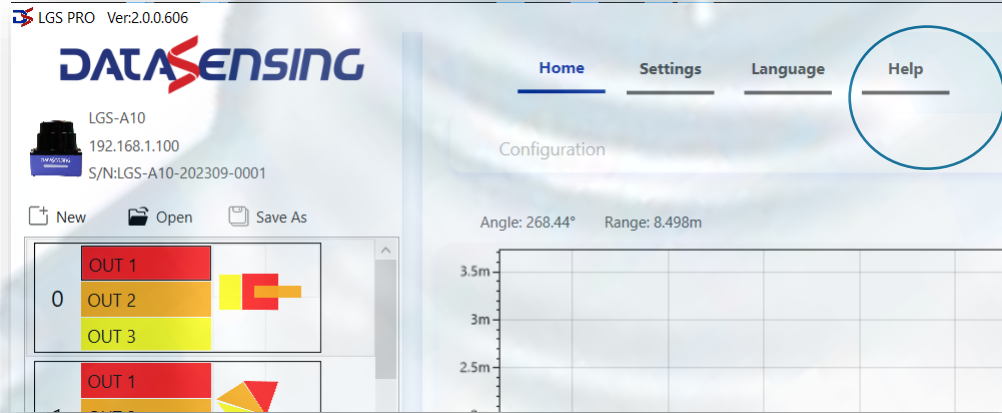 LGS PRO Ver:2.0.0.606
DATASENSING
Home Settings Language Help
LGS-A10
192.168.1.100
S/N:LGS-A10-202309-0001
Configuration
New Open Save As
Angle: 268.44° Range: 8.498m
0
OUT 1
OUT 2
OUT 3
OUT 1
3.5m
3m
2.5m